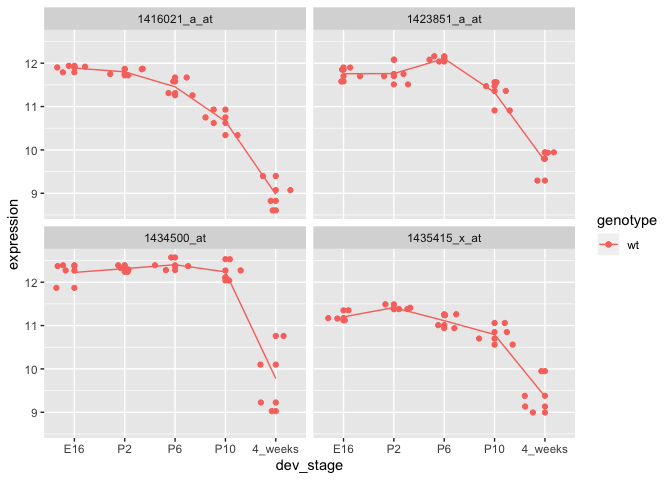 1416021_a_at
1423851_a_at
12
11
10
9
1434500_at
1435415_x_at
12
11
10
9
E16 P2 P6 P10 4_weeks
E16 P2 P6 P10 4_weeks
dev_stage
expression
genotype
wt